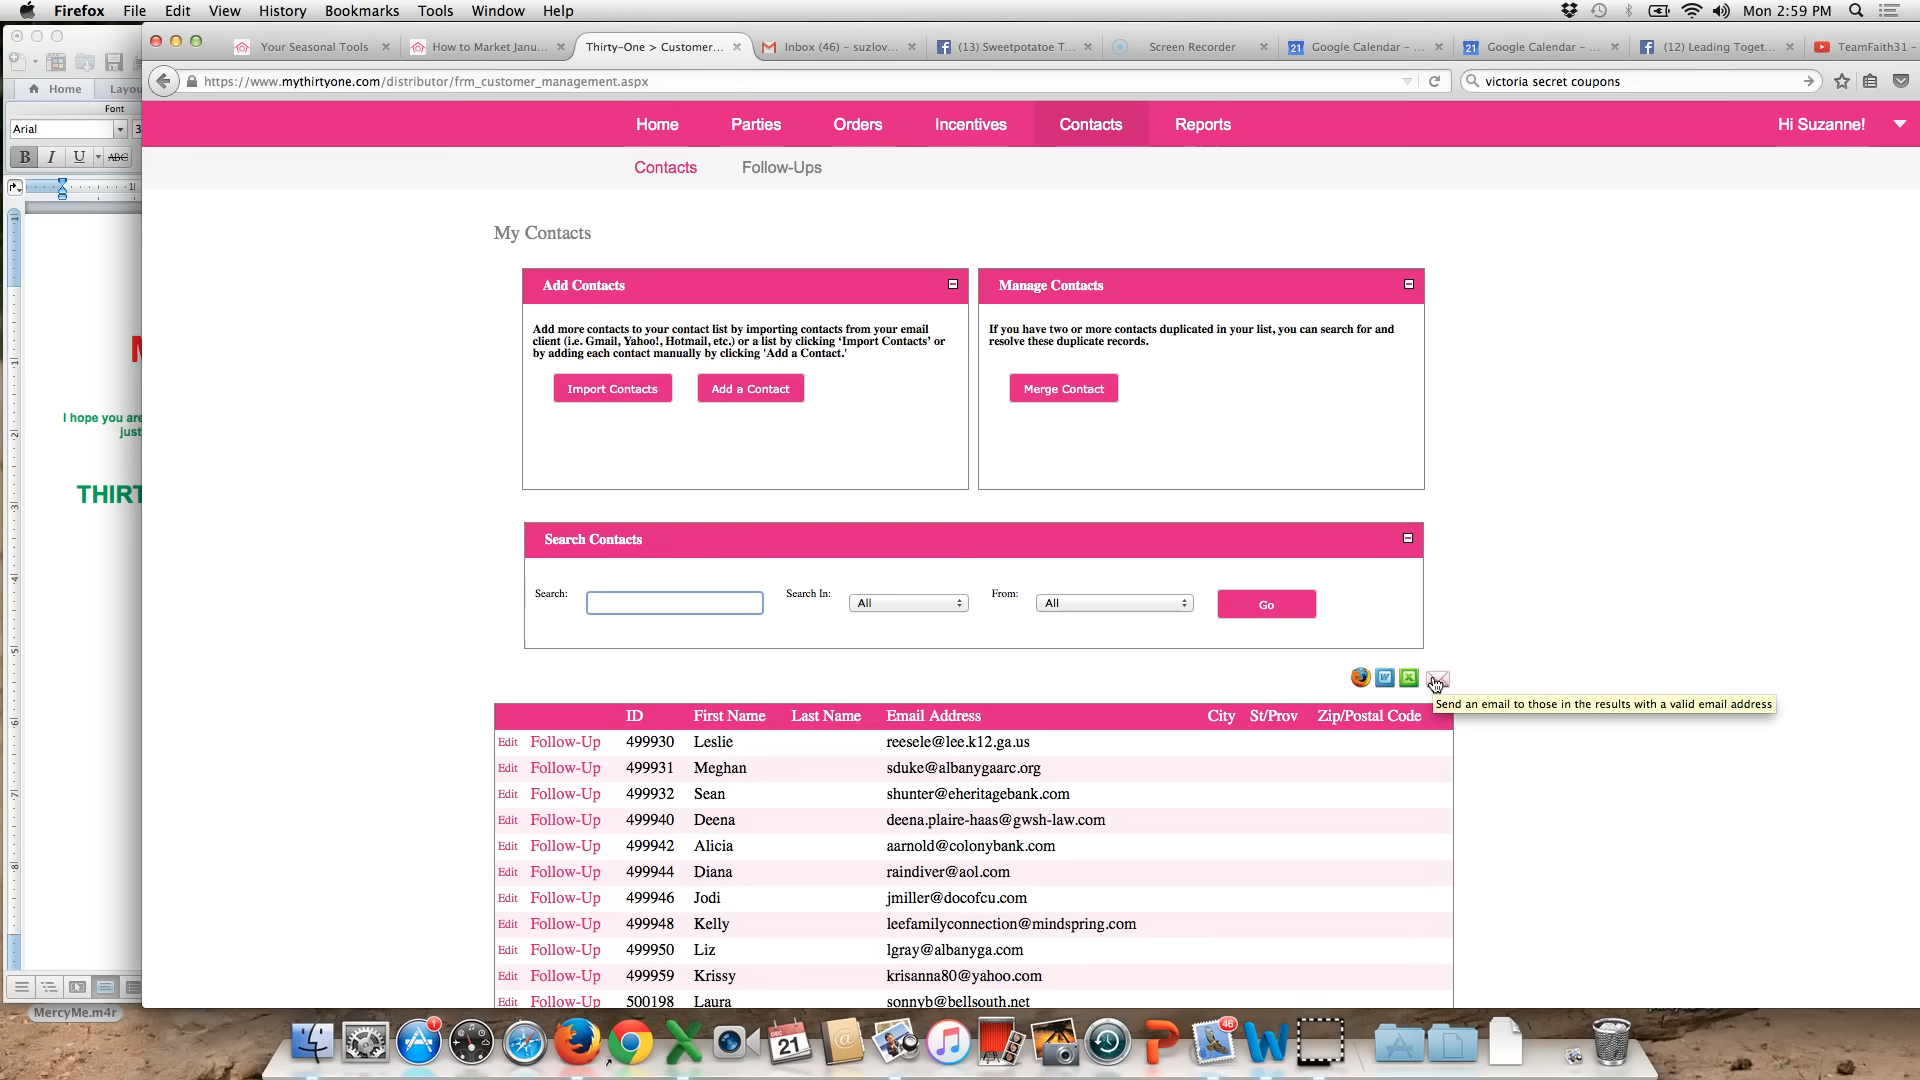 Firefox File Edit View History Bookmarks Tools Window Help Mon 2:59 PM
Your Seasonal Tools × How to Market Janu... × Thirty-One > Customer... × Inbox (46) - suzlov... × (13) Sweetpotatoe T... × Screen Recorder × 21 Google Calendar - ... × 21 Google Calendar - ... × (12) Leading Toget... × TeamFaith31 -
https://www.mythirtyone.com/distributor/frm_customer_management.aspx victoria secret coupons
Home Layou
Font
Arial 3
B I U ABC
Home Parties Orders Incentives Contacts Reports Hi Suzanne!
Contacts Follow-Ups
My Contacts
Add Contacts Manage Contacts
Add more contacts to your contact list by importing contacts from your email
client (i.e. Gmail, Yahoo!, Hotmail, etc.) or a list by clicking 'Import Contacts' or
by adding each contact manually by clicking 'Add a Contact.'
If you have two or more contacts duplicated in your list, you can search for and
resolve these duplicate records.
Import Contacts Add a Contact Merge Contact
I hope you are
just
THIRT
Search Contacts
Search: Search In: All From: All Go
Send an email to those in the results with a valid email address
ID First Name Last Name Email Address City St/Prov Zip/Postal Code
Edit Follow-Up 499930 Leslie reesele@lee.k12.ga.us
Edit Follow-Up 499931 Meghan sduke@albanygaarc.org
Edit Follow-Up 499932 Sean shunter@eheritagebank.com
Edit Follow-Up 499940 Deena deena.plaire-haas@gwsh-law.com
Edit Follow-Up 499942 Alicia aarnold@colonybank.com
Edit Follow-Up 499944 Diana raindiver@aol.com
Edit Follow-Up 499946 Jodi jmiller@docofcu.com
Edit Follow-Up 499948 Kelly leefamilyconnection@mindspring.com
Edit Follow-Up 499950 Liz lgray@albanyga.com
Edit Follow-Up 499959 Krissy krisanna80@yahoo.com
Edit Follow-Up 500198 Laura sonnyb@bellsouth.net
MercyMe.m4r
1 DEC 21 46